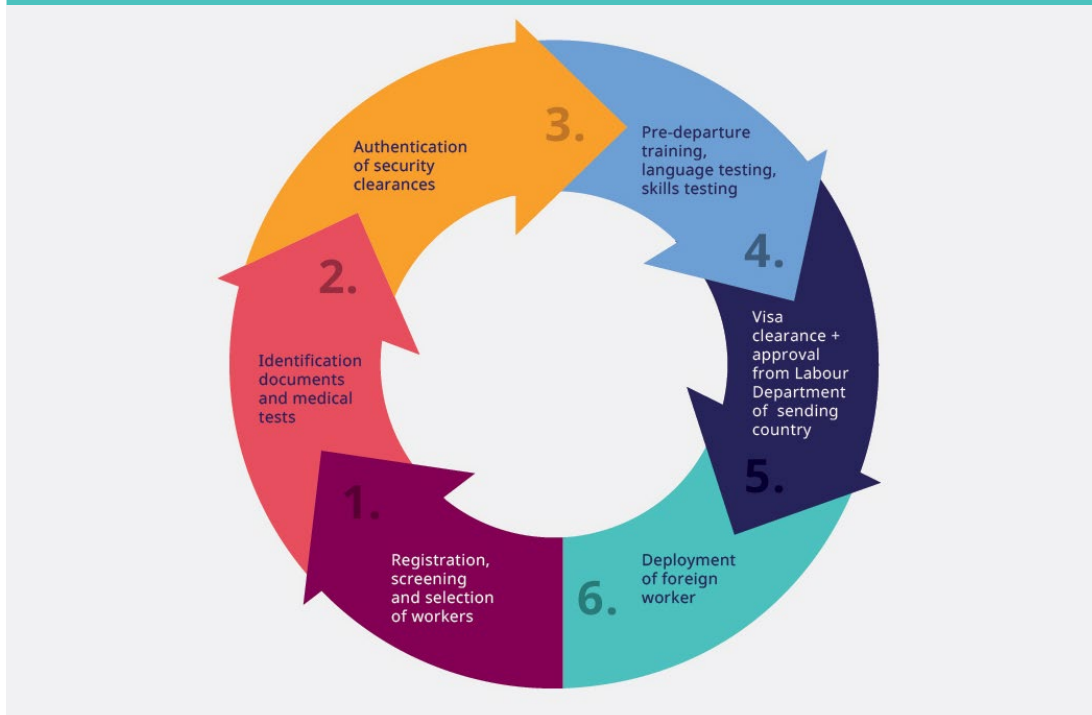 1.
Registration,
screening
and selection
of workers
2.
Identification
documents
and medical
tests
3.
Authentication
of security
clearances
4.
Pre-departure
training,
language testing,
skills testing
5.
Visa
clearance +
approval
from Labour
Department
of sending
country
6.
Deployment
of foreign
worker